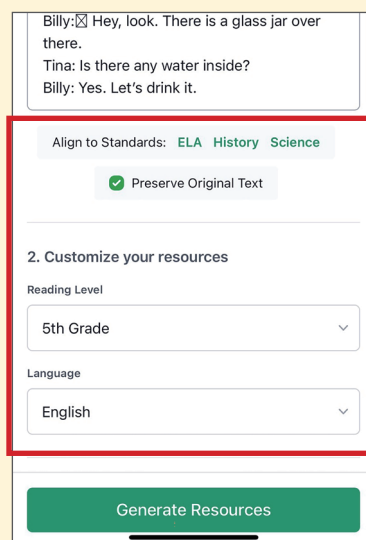 Billy: Hey, look. There is a glass jar over
there.
Tina: Is there any water inside?
Billy: Yes. Let's drink it.
Align to Standards: ELA History Science
Preserve Original Text
2. Customize your resources
Reading Level
5th Grade
Language
English
Generate Resources